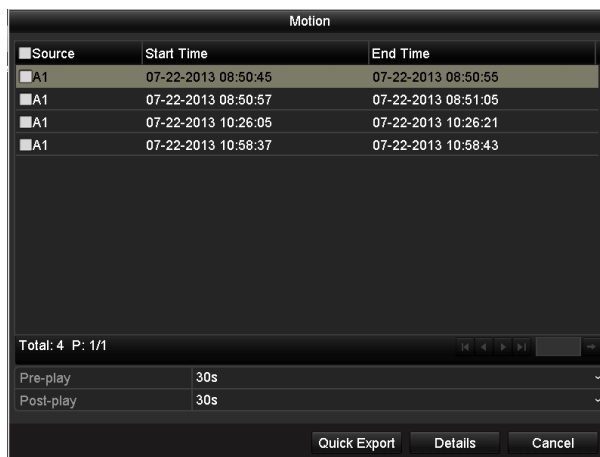 Motion
Source Start Time End Time
A1 07-22-2013 08:50:45 07-22-2013 08:50:55
A1 07-22-2013 08:50:57 07-22-2013 08:51:05
A1 07-22-2013 10:26:05 07-22-2013 10:26:21
A1 07-22-2013 10:58:37 07-22-2013 10:58:43
Total: 4 P: 1/1
Pre-play 30s
Post-play 30s
Quick Export Details Cancel